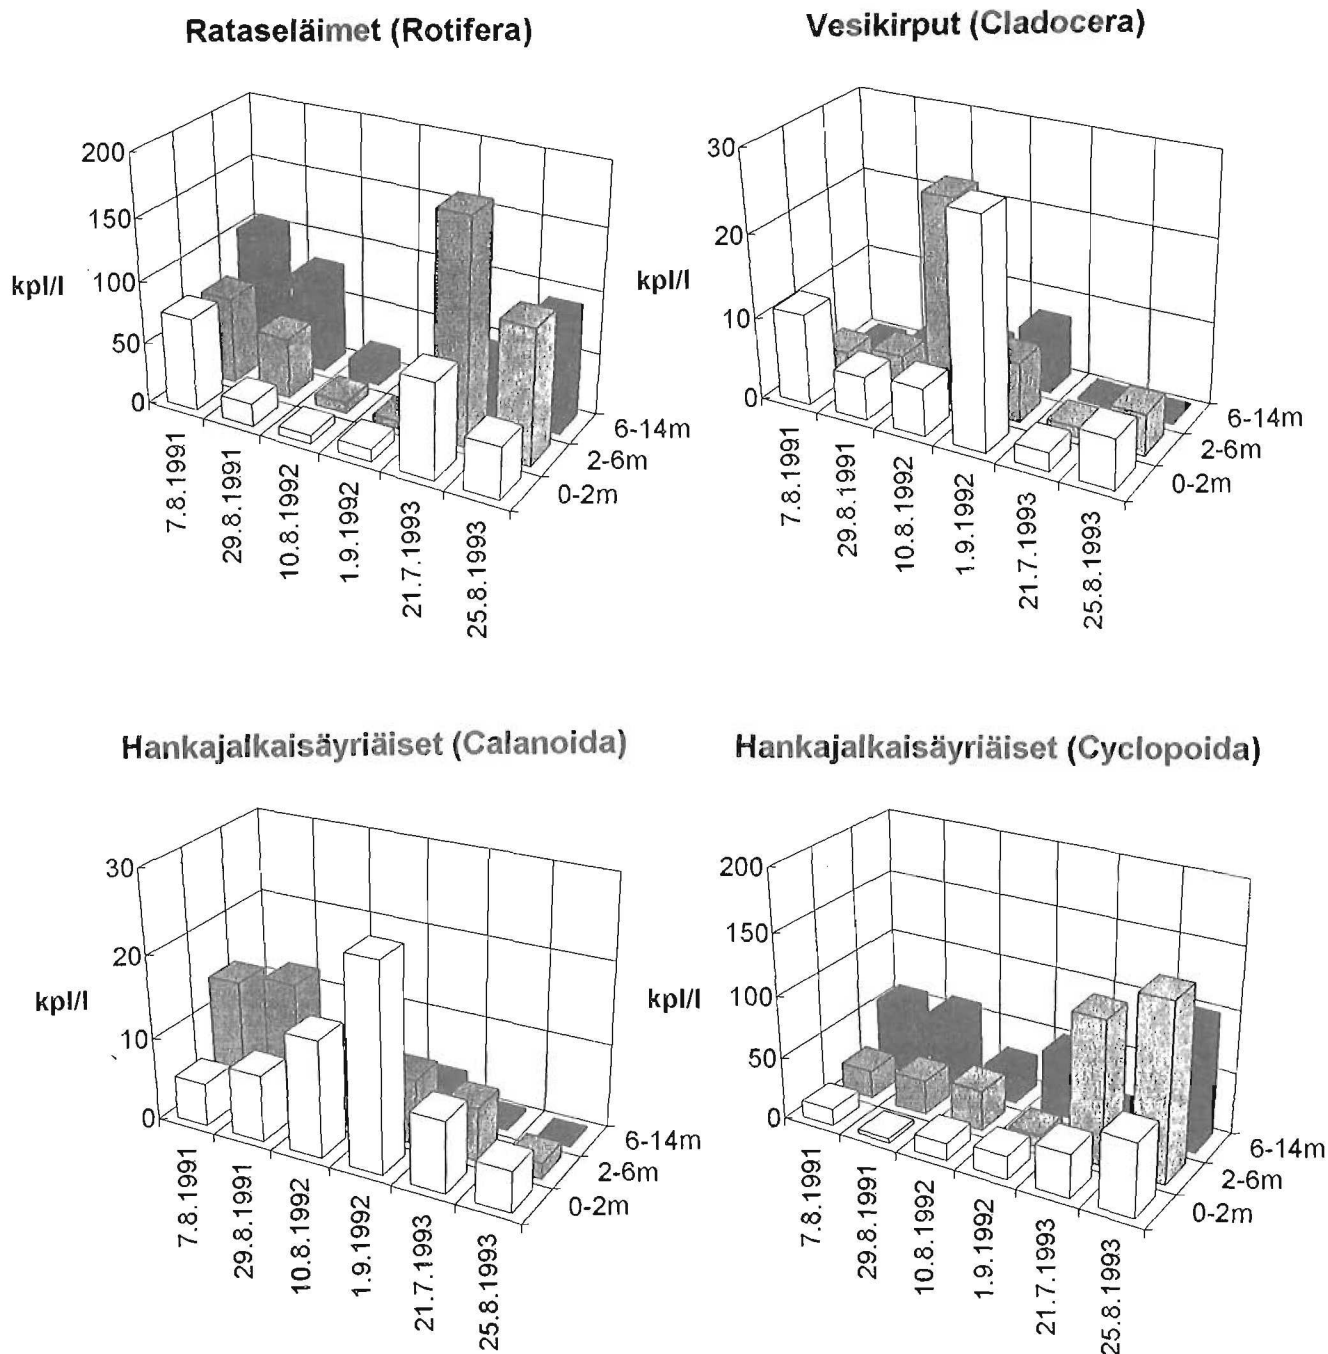 Rataseläimet (Rotifera)
200
150
100
50
0
kpl/l
7.8.1991
29.8.1991
10.8.1992
1.9.1992
21.7.1993
25.8.1993
6-14m
2-6m
0-2m
Vesikirput (Cladocera)
30
20
10
0
kpl/l
7.8.1991
29.8.1991
10.8.1992
1.9.1992
21.7.1993
25.8.1993
6-14m
2-6m
0-2m
Hankajalkaisäyriäiset (Calanoida)
30
20
10
0
kpl/l
7.8.1991
29.8.1991
10.8.1992
1.9.1992
21.7.1993
25.8.1993
6-14m
2-6m
0-2m
Hankajalkaisäyriäiset (Cyclopoida)
200
150
100
50
0
kpl/l
7.8.1991
29.8.1991
10.8.1992
1.9.1992
21.7.1993
25.8.1993
6-14m
2-6m
0-2m